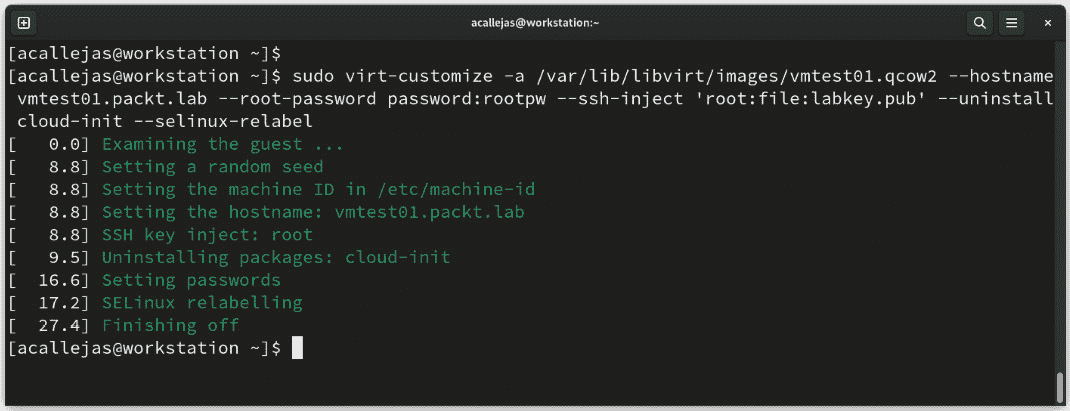 acallejas@workstation:~
[acallejas@workstation ~]$
[acallejas@workstation ~]$ sudo virt-customize -a /var/lib/libvirt/images/vmtest01.qcow2 --hostname
vmtest01.packt.lab --root-password password:rootpw --ssh-inject 'root:file:labkey.pub' --uninstall
cloud-init --selinux-relabel
[   0.0] Examining the guest ...
[   8.8] Setting a random seed
[   8.8] Setting the machine ID in /etc/machine-id
[   8.8] Setting the hostname: vmtest01.packt.lab
[   8.8] SSH key inject: root
[   9.5] Uninstalling packages: cloud-init
[  16.6] Setting passwords
[  17.2] SELinux relabelling
[  27.4] Finishing off
[acallejas@workstation ~]$